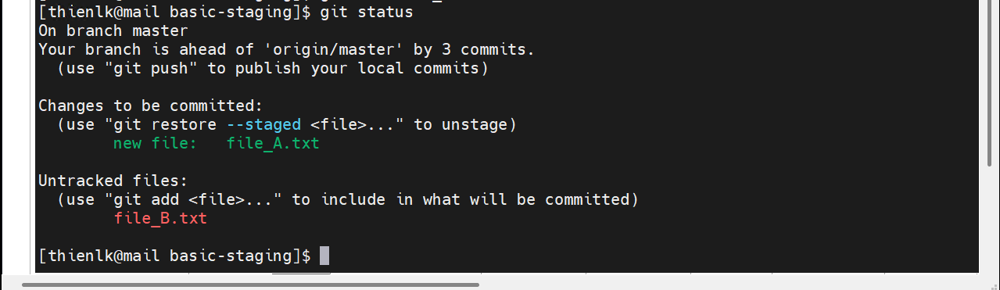 [thienlk@mail basic-staging]$ git status
On branch master
Your branch is ahead of 'origin/master' by 3 commits.
  (use "git push" to publish your local commits)

Changes to be committed:
  (use "git restore --staged <file>..." to unstage)
        new file:   file_A.txt

Untracked files:
  (use "git add <file>..." to include in what will be committed)
        file_B.txt

[thienlk@mail basic-staging]$